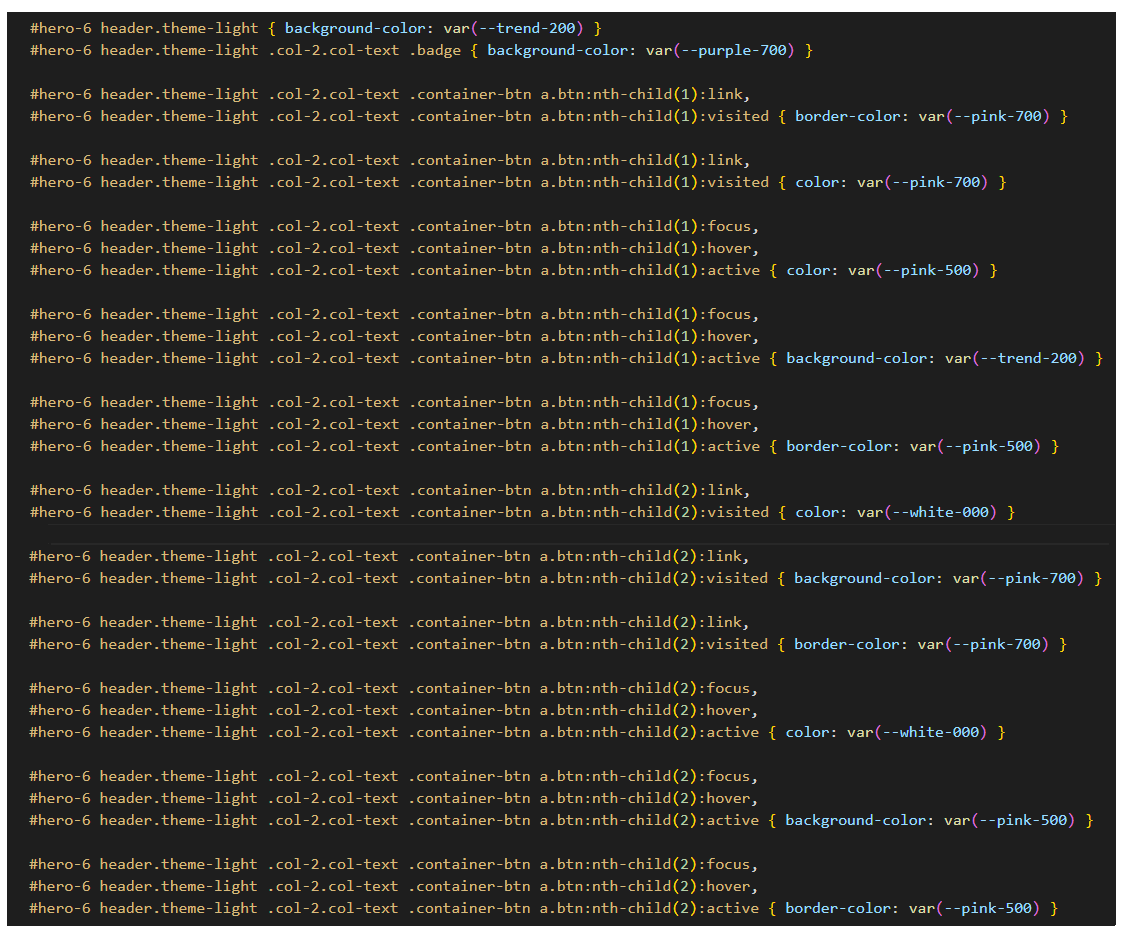 #hero-6 header.theme-light { background-color: var(--trend-200) }
#hero-6 header.theme-light .col-2.col-text .badge { background-color: var(--purple-700) }
#hero-6 header.theme-light .col-2.col-text .container-btn a.btn:nth-child(1):link,
#hero-6 header.theme-light .col-2.col-text .container-btn a.btn:nth-child(1):visited { border-color: var(--pink-700) }
#hero-6 header.theme-light .col-2.col-text .container-btn a.btn:nth-child(1):link,
#hero-6 header.theme-light .col-2.col-text .container-btn a.btn:nth-child(1):visited { color: var(--pink-700) }
#hero-6 header.theme-light .col-2.col-text .container-btn a.btn:nth-child(1):focus,
#hero-6 header.theme-light .col-2.col-text .container-btn a.btn:nth-child(1):hover,
#hero-6 header.theme-light .col-2.col-text .container-btn a.btn:nth-child(1):active { color: var(--pink-500) }
#hero-6 header.theme-light .col-2.col-text .container-btn a.btn:nth-child(1):focus,
#hero-6 header.theme-light .col-2.col-text .container-btn a.btn:nth-child(1):hover,
#hero-6 header.theme-light .col-2.col-text .container-btn a.btn:nth-child(1):active { background-color: var(--trend-200) }
#hero-6 header.theme-light .col-2.col-text .container-btn a.btn:nth-child(1):focus,
#hero-6 header.theme-light .col-2.col-text .container-btn a.btn:nth-child(1):hover,
#hero-6 header.theme-light .col-2.col-text .container-btn a.btn:nth-child(1):active { border-color: var(--pink-500) }
#hero-6 header.theme-light .col-2.col-text .container-btn a.btn:nth-child(2):link,
#hero-6 header.theme-light .col-2.col-text .container-btn a.btn:nth-child(2):visited { color: var(--white-000) }
#hero-6 header.theme-light .col-2.col-text .container-btn a.btn:nth-child(2):link,
#hero-6 header.theme-light .col-2.col-text .container-btn a.btn:nth-child(2):visited { background-color: var(--pink-700) }
#hero-6 header.theme-light .col-2.col-text .container-btn a.btn:nth-child(2):link,
#hero-6 header.theme-light .col-2.col-text .container-btn a.btn:nth-child(2):visited { border-color: var(--pink-700) }
#hero-6 header.theme-light .col-2.col-text .container-btn a.btn:nth-child(2):focus,
#hero-6 header.theme-light .col-2.col-text .container-btn a.btn:nth-child(2):hover,
#hero-6 header.theme-light .col-2.col-text .container-btn a.btn:nth-child(2):active { color: var(--white-000) }
#hero-6 header.theme-light .col-2.col-text .container-btn a.btn:nth-child(2):focus,
#hero-6 header.theme-light .col-2.col-text .container-btn a.btn:nth-child(2):hover,
#hero-6 header.theme-light .col-2.col-text .container-btn a.btn:nth-child(2):active { background-color: var(--pink-500) }
#hero-6 header.theme-light .col-2.col-text .container-btn a.btn:nth-child(2):focus,
#hero-6 header.theme-light .col-2.col-text .container-btn a.btn:nth-child(2):hover,
#hero-6 header.theme-light .col-2.col-text .container-btn a.btn:nth-child(2):active { border-color: var(--pink-500) }